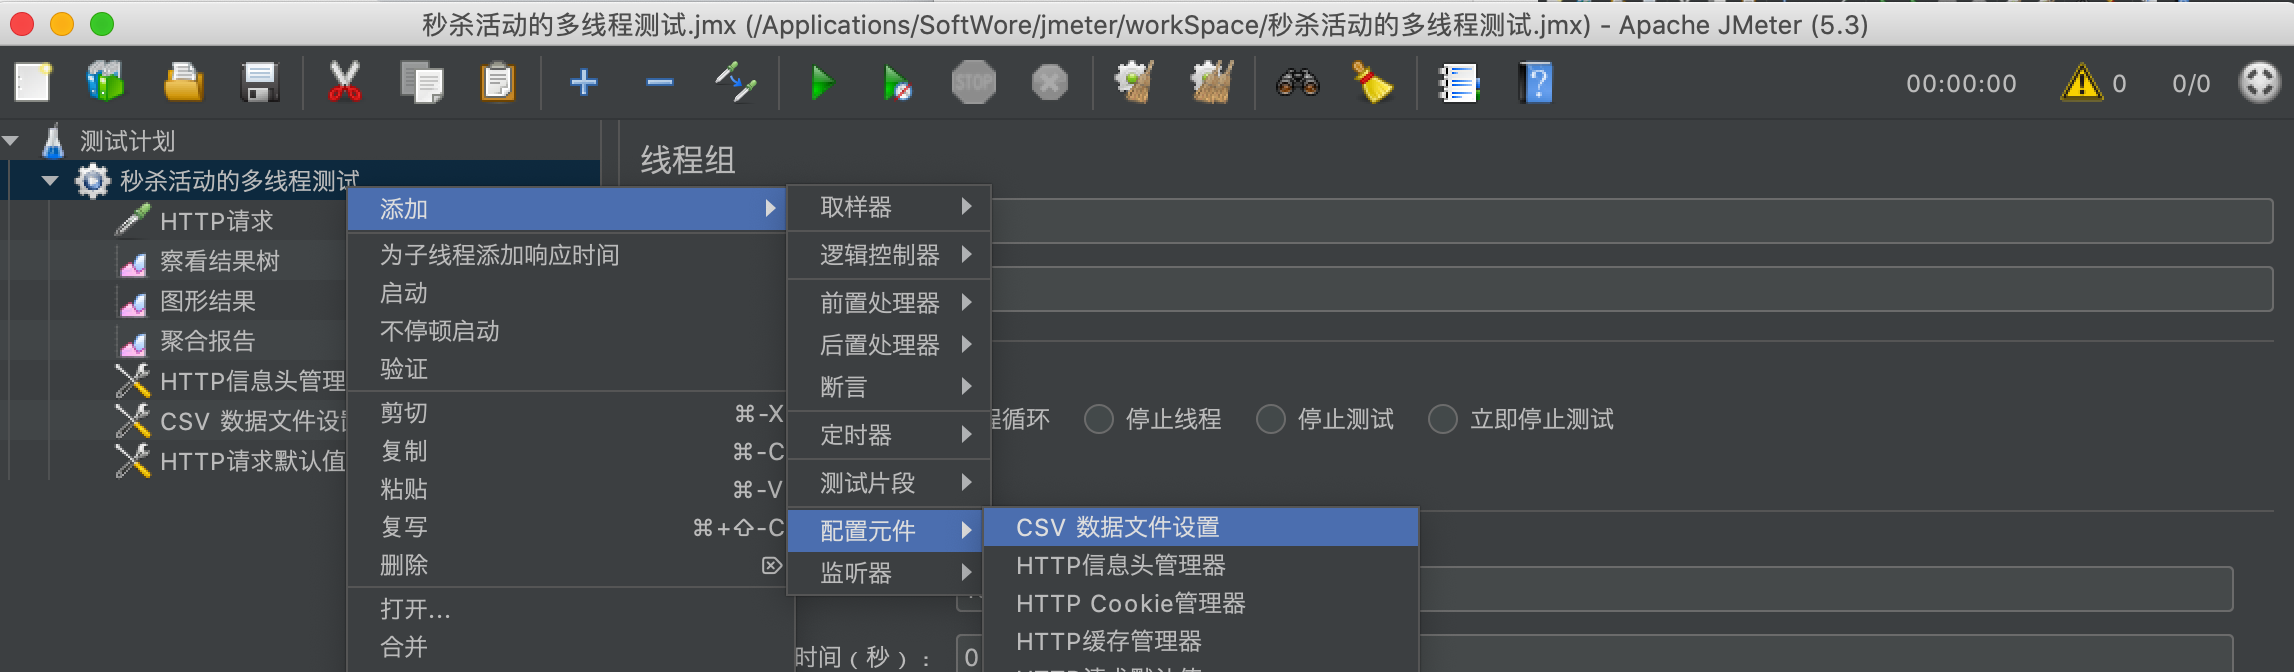 秒杀活动的多线程测试.jmx (/Applications/SoftWore/jmeter/workSpace/秒杀活动的多线程测试.jmx) - Apache JMeter (5.3)
STOP
00:00:00
0
0/0
测试计划
秒杀活动的多线程测试
HTTP请求
察看结果树
图形结果
聚合报告
HTTP信息头管理
CSV 数据文件设
HTTP请求默认值
添加
为子线程添加响应时间
启动
不停顿启动
验证
剪切 ⌘-X
复制 ⌘-C
粘贴 ⌘-V
复写 ⌘+⇧-C
删除 ⌦
打开...
合并
取样器
逻辑控制器
前置处理器
后置处理器
断言
定时器
测试片段
配置元件
监听器
CSV 数据文件设置
HTTP信息头管理器
HTTP Cookie管理器
HTTP缓存管理器
HTTP请求默认值
线程组
程循环
停止线程
停止测试
立即停止测试
时间（秒）：
0